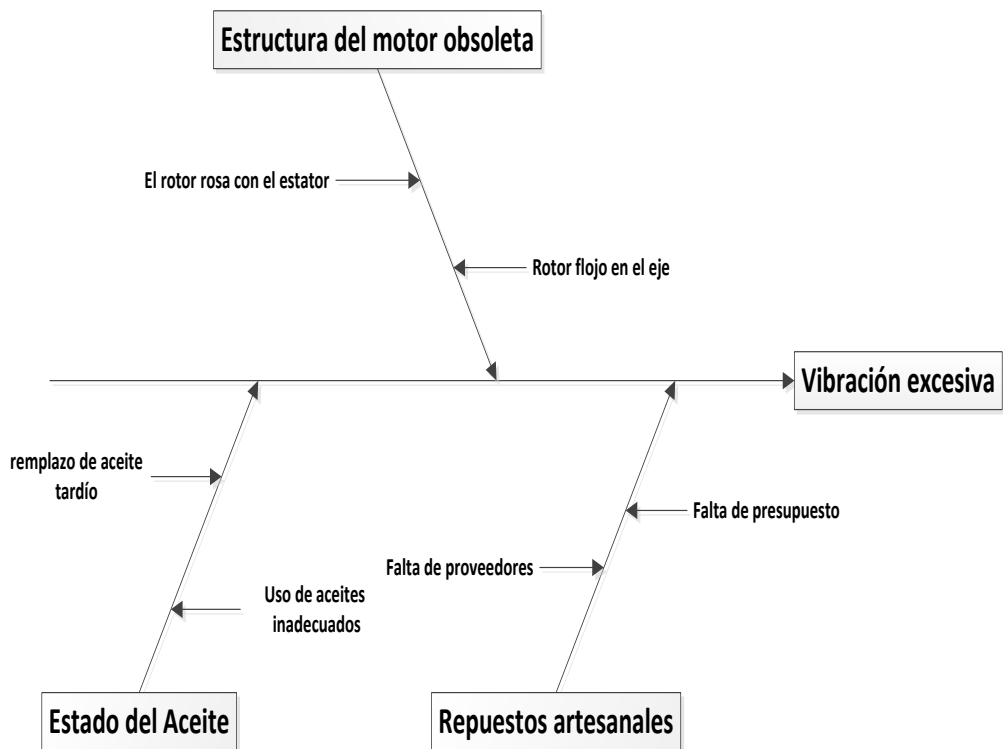 Estructura del motor obsoleta
El rotor rosa con el estator
Rotor flojo en el eje
Vibración excesiva
remplazo de aceite
tardío
Falta de presupuesto
Falta de proveedores
Uso de aceites
inadecuados
Estado del Aceite
Repuestos artesanales